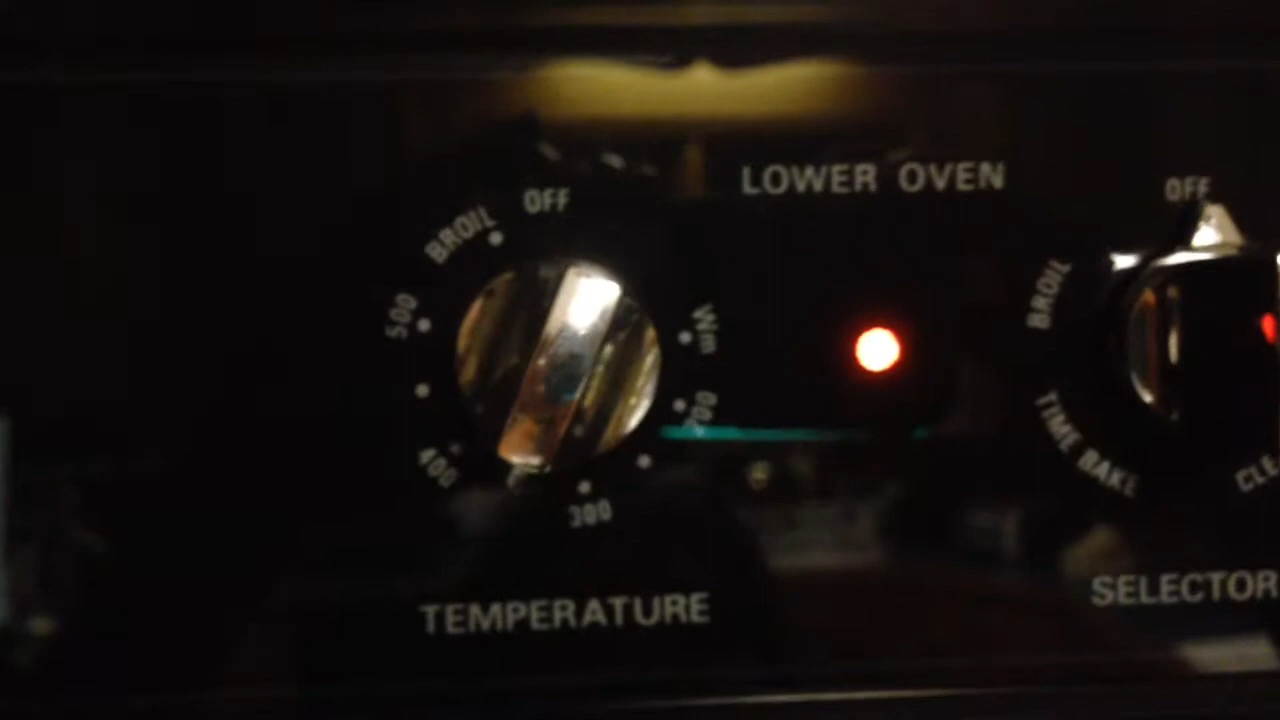 LOWER OVEN
OFF
BROIL
500
400
300
200
Wm
TEMPERATURE
OFF
BROIL
TIME BAKE
SELECTOR